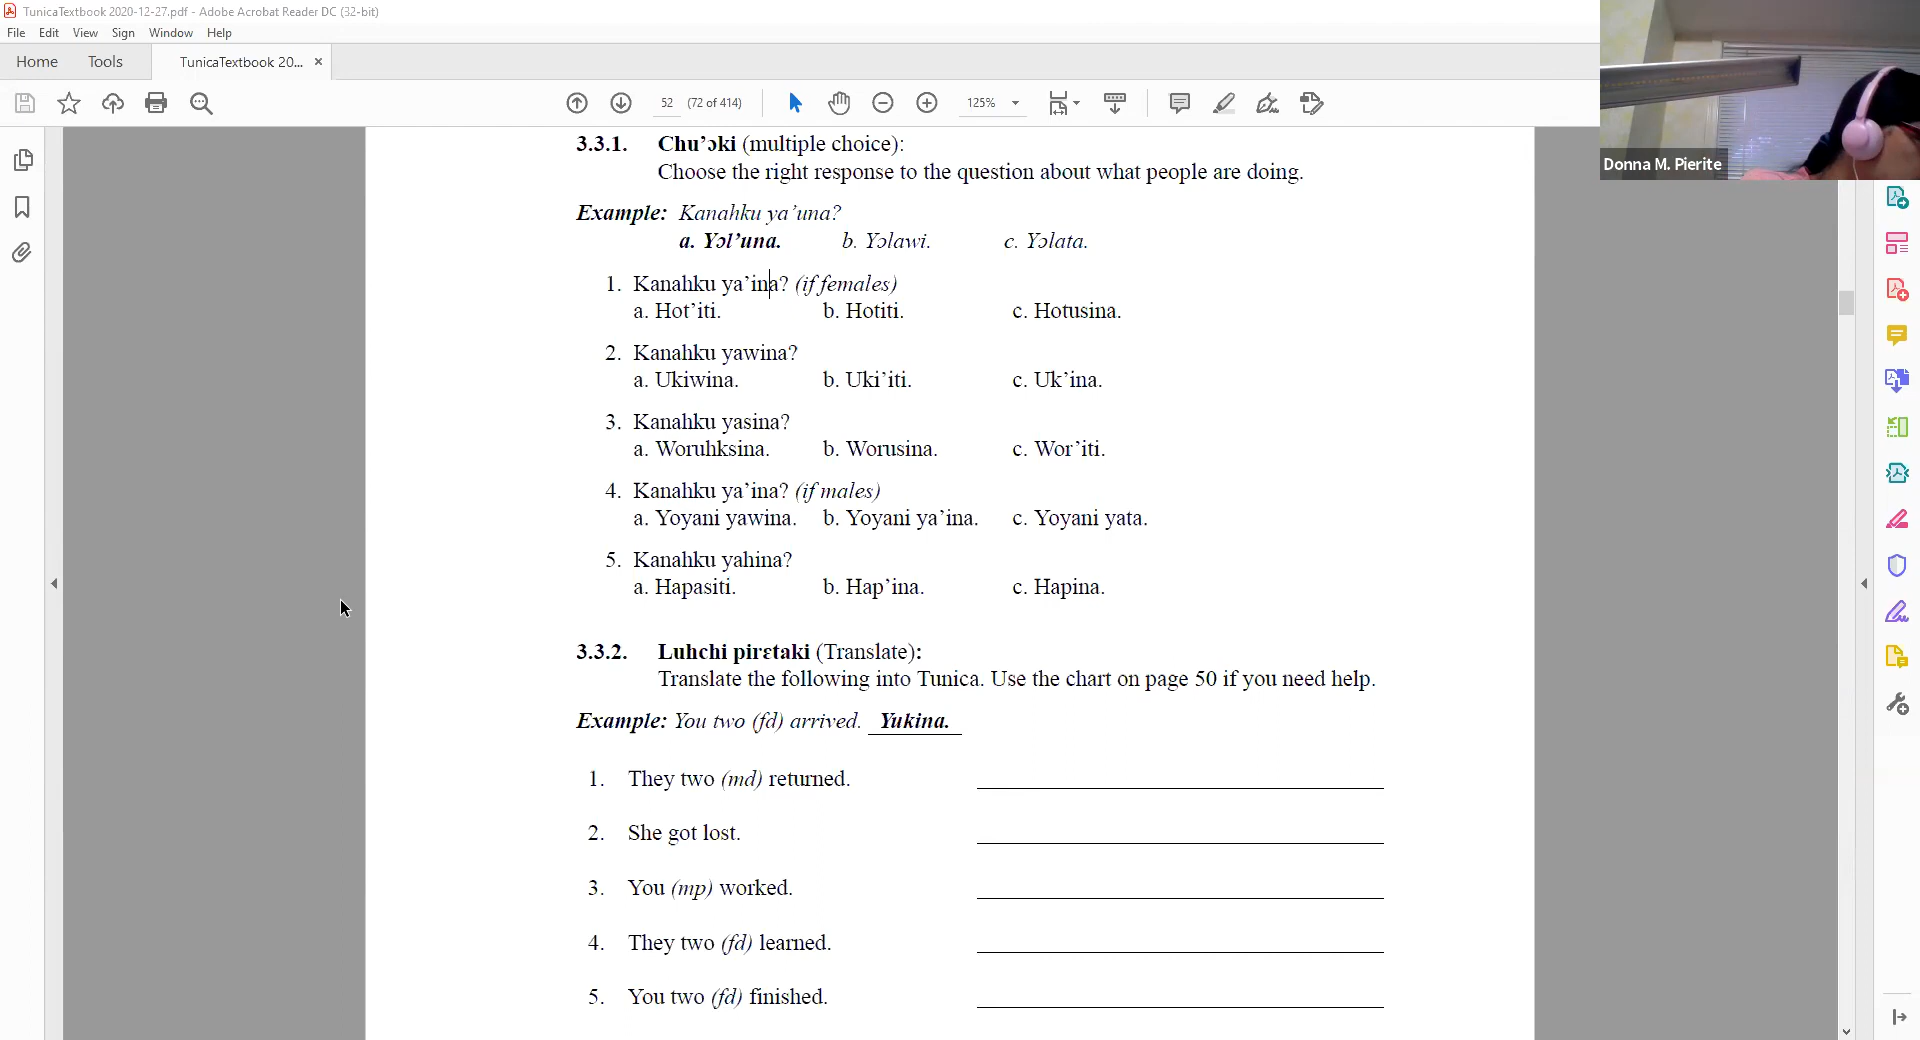 TunicaTextbook 2020-12-27.pdf - Adobe Acrobat Reader DC (32-bit)
File Edit View Sign Window Help
Home Tools TunicaTextbook 20... ×
52 (72 of 414) 125%
Donna M. Pierite
3.3.1. Chu’ɔki (multiple choice):
Choose the right response to the question about what people are doing.
Example: Kanahku ya’una?
a. Yɔl’una. b. Yɔlawi. c. Yɔlata.
1. Kanahku ya’ina? (if females)
a. Hot’iti. b. Hotiti. c. Hotusina.
2. Kanahku yawina?
a. Ukiwina. b. Uki’iti. c. Uk’ina.
3. Kanahku yasina?
a. Woruhksina. b. Worusina. c. Wor’iti.
4. Kanahku ya’ina? (if males)
a. Yoyani yawina. b. Yoyani ya’ina. c. Yoyani yata.
5. Kanahku yahina?
a. Hapasiti. b. Hap’ina. c. Hapina.
3.3.2. Luhchi pirɛtaki (Translate):
Translate the following into Tunica. Use the chart on page 50 if you need help.
Example: You two (fd) arrived. Yukina.
1. They two (md) returned.
2. She got lost.
3. You (mp) worked.
4. They two (fd) learned.
5. You two (fd) finished.